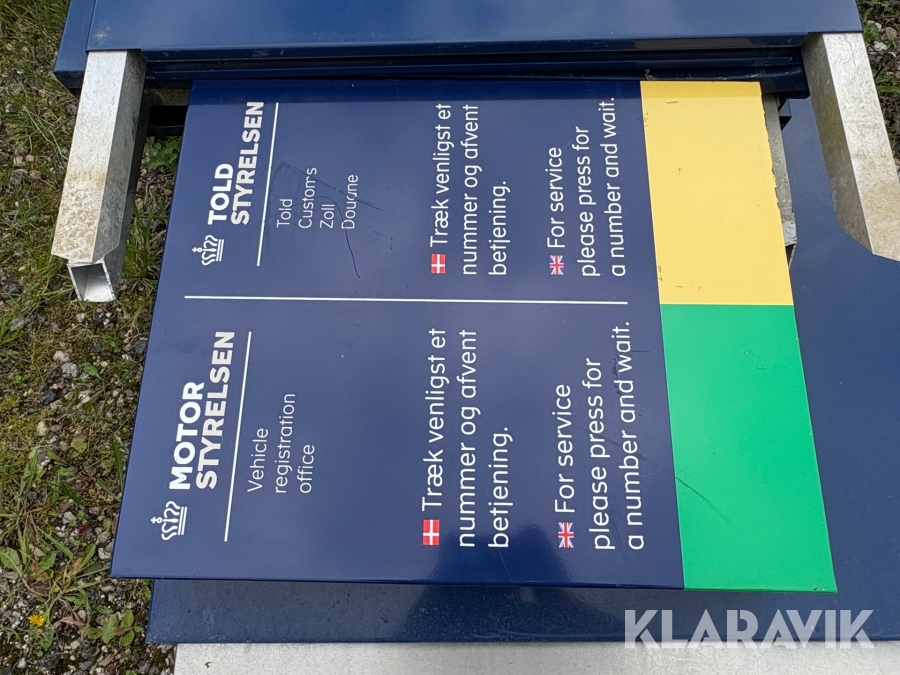 MOTOR
STYRELSEN
Vehicle
registration
office
Træk venligst et
nummer og afvent
betjening.
For service
please press for
a number and wait.
TOLD
STYRELSEN
Told
Customs
Zoll
Douane
Træk venligst et
nummer og afvent
betjening.
For service
please press for
a number and wait.
KLARAVIK